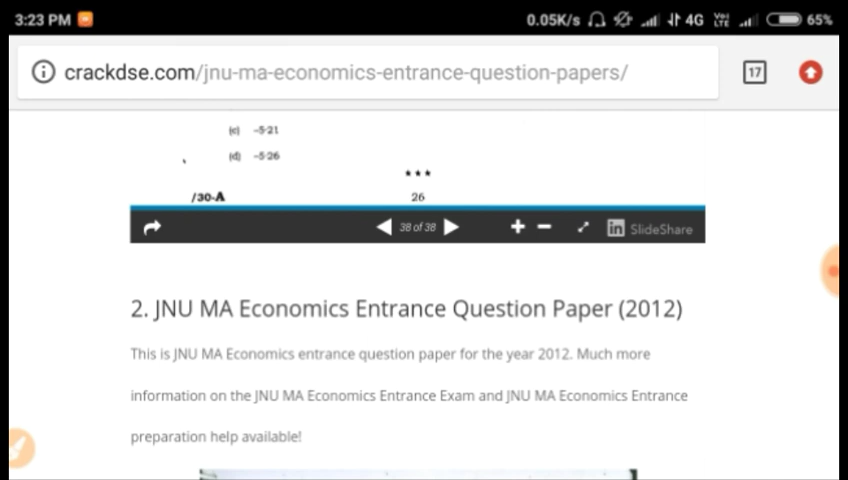 3:23 PM 0.05K/s 4G VoLTE 65%
crackdse.com/jnu-ma-economics-entrance-question-papers/ 17
(c) -5·21
(d) -5·26
★★★
/30-A 26
38 of 38 in SlideShare
2. JNU MA Economics Entrance Question Paper (2012)
This is JNU MA Economics entrance question paper for the year 2012. Much more
information on the JNU MA Economics Entrance Exam and JNU MA Economics Entrance
preparation help available!